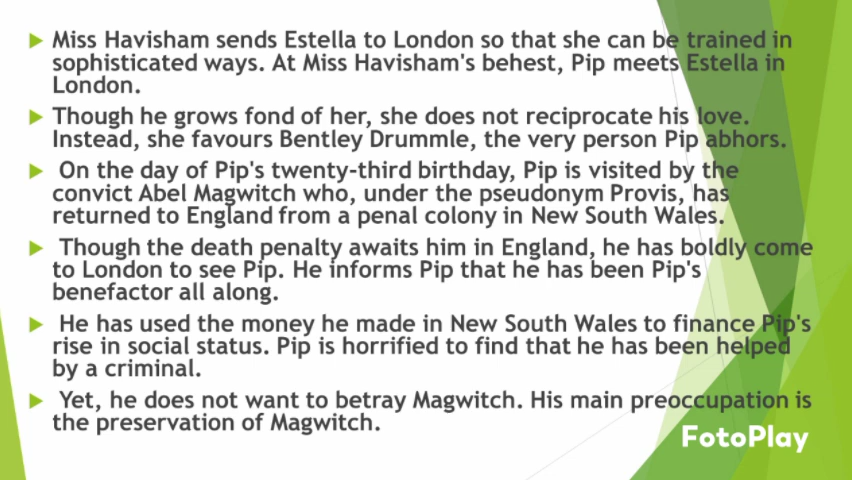 Miss Havisham sends Estella to London so that she can be trained in
sophisticated ways. At Miss Havisham's behest, Pip meets Estella in
London.
Though he grows fond of her, she does not reciprocate his love.
Instead, she favours Bentley Drummle, the very person Pip abhors.
On the day of Pip's twenty-third birthday, Pip is visited by the
convict Abel Magwitch who, under the pseudonym Provis, has
returned to England from a penal colony in New South Wales.
Though the death penalty awaits him in England, he has boldly come
to London to see Pip. He informs Pip that he has been Pip's
benefactor all along.
He has used the money he made in New South Wales to finance Pip's
rise in social status. Pip is horrified to find that he has been helped
by a criminal.
Yet, he does not want to betray Magwitch. His main preoccupation is
the preservation of Magwitch.
FotoPlay